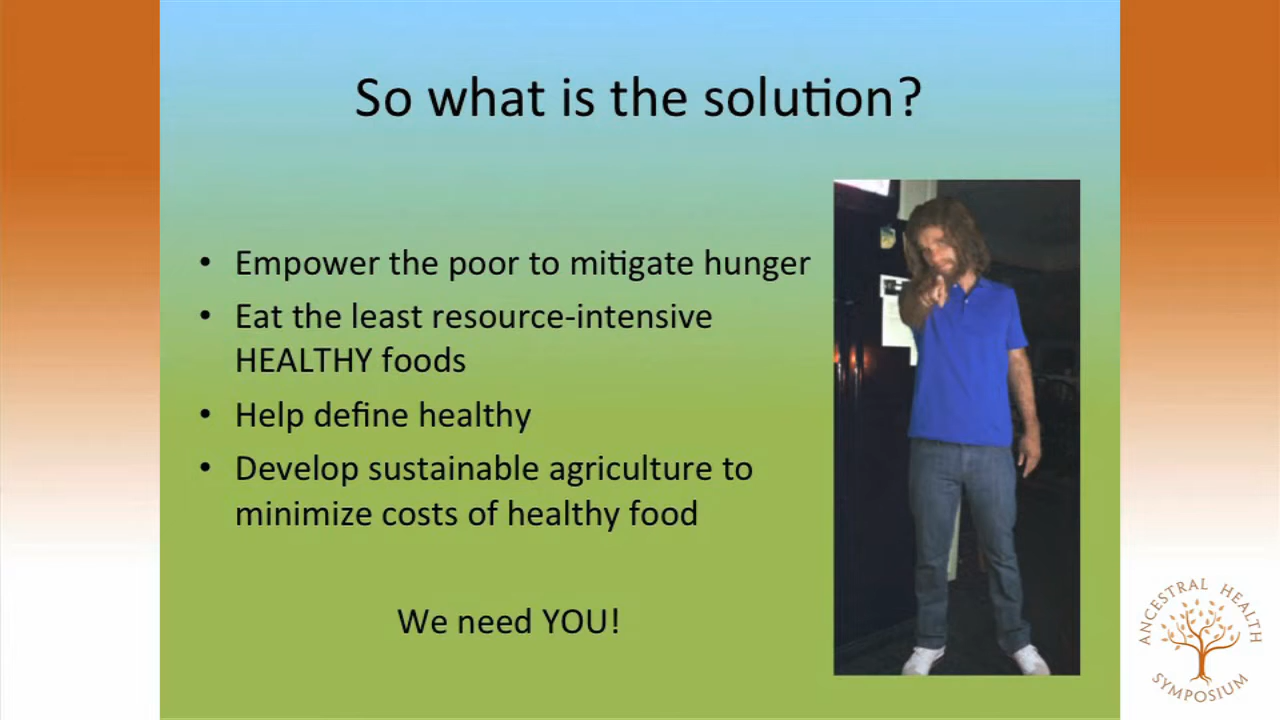 So what is the solution?
• Empower the poor to mitigate hunger
• Eat the least resource-intensive
HEALTHY foods
• Help define healthy
• Develop sustainable agriculture to
minimize costs of healthy food
We need YOU!
ANCESTRAL HEALTH
SYMPOSIUM